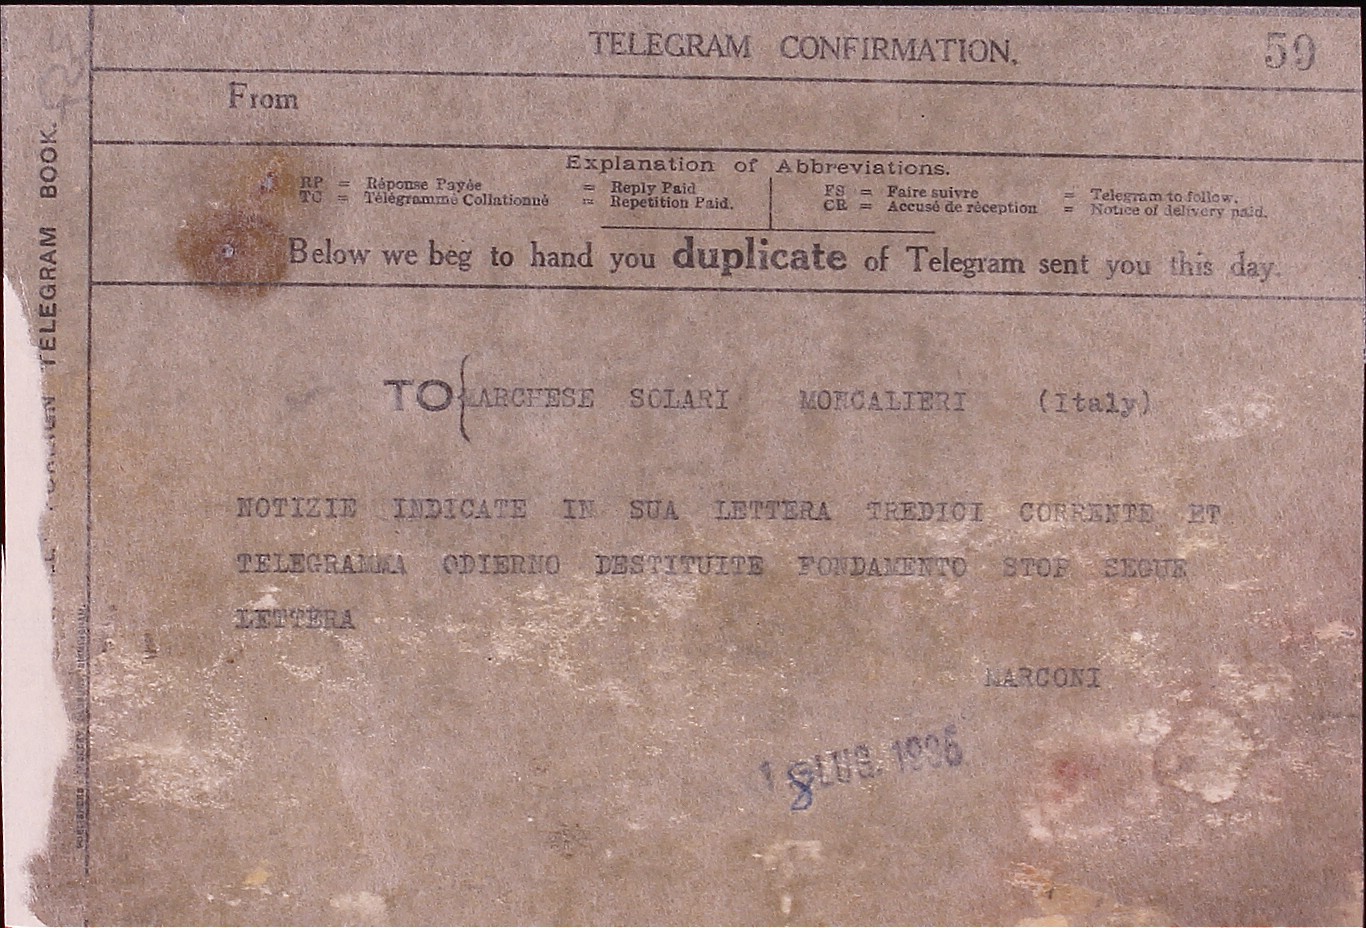 TELEGRAM CONFIRMATION.
59
From
Explanation of Abbreviations.
RP = Réponse Payée = Reply Paid
TC = Télégramme Collationné = Repetition Paid.
FS = Faire suivre = Telegram to follow.
CR = Accusé de réception = Notice of delivery paid.
Below we beg to hand you duplicate of Telegram sent you this day.
TO MARCHESE SOLARI MONCALIERI (Italy)
NOTIZIE INDICATE IN SUA LETTERA TREDICI CORRENTE ET
TELEGRAMMA ODIERNO DESTITUITE FONDAMENTO STOP SEGUE
LETTERA
MARCONI
18 LUG. 1935
TELEGRAM BOOK.